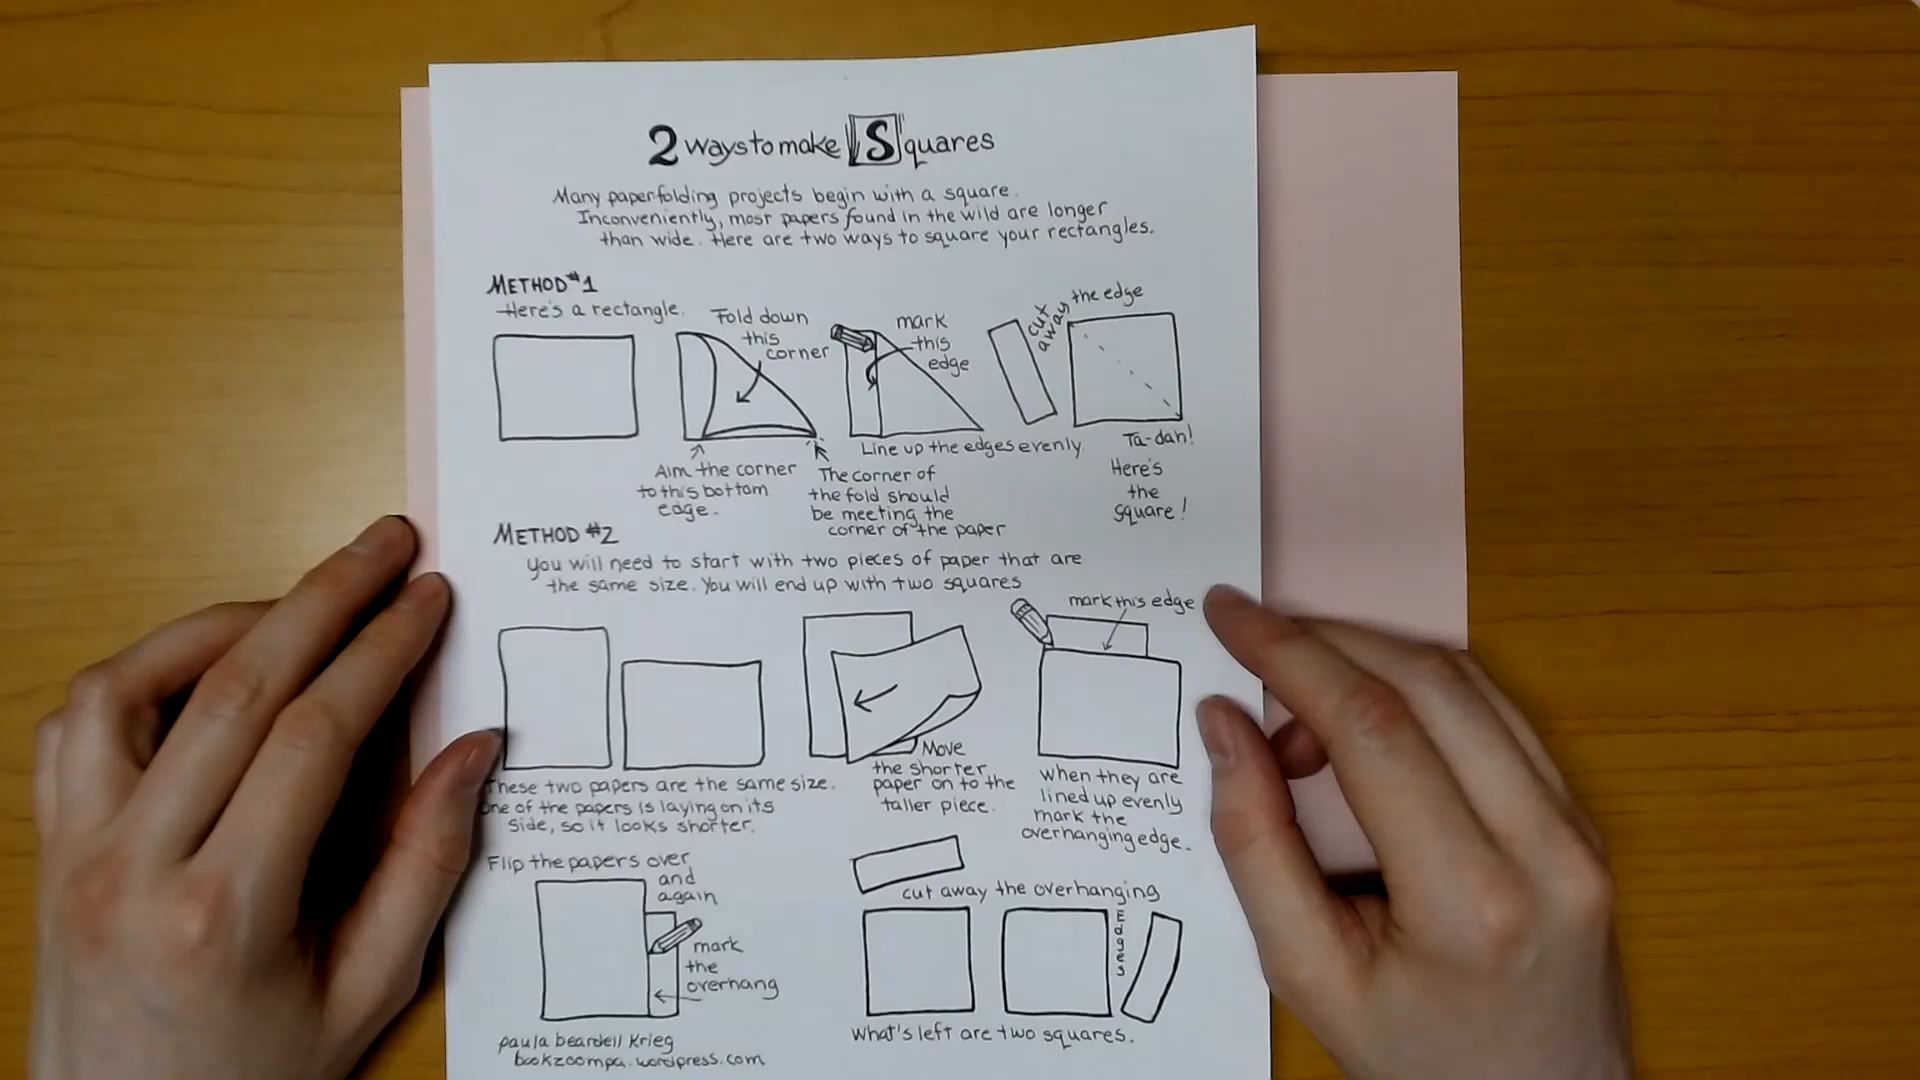 2 ways to make Squares
Many paperfolding projects begin with a square.
Inconveniently, most papers found in the wild are longer
than wide. Here are two ways to square your rectangles.
METHOD #1
Here's a rectangle.
Fold down
this
corner
mark
this
edge
cut
away
the edge
Line up the edges evenly
Ta-dah!
Here's
the
square!
Aim the corner
to this bottom
edge.
The corner of
the fold should
be meeting the
corner of the paper
METHOD #2
You will need to start with two pieces of paper that are
the same size. You will end up with two squares
mark this edge
These two papers are the same size.
One of the papers is laying on its
side, so it looks shorter.
Move
the shorter
paper on to the
taller piece.
when they are
lined up evenly
mark the
overhanging edge.
Flip the papers over
and
again
mark
the
overhang
cut away the overhanging
Edges
What's left are two squares.
paula beardell Krieg
bookzoompa.wordpress.com